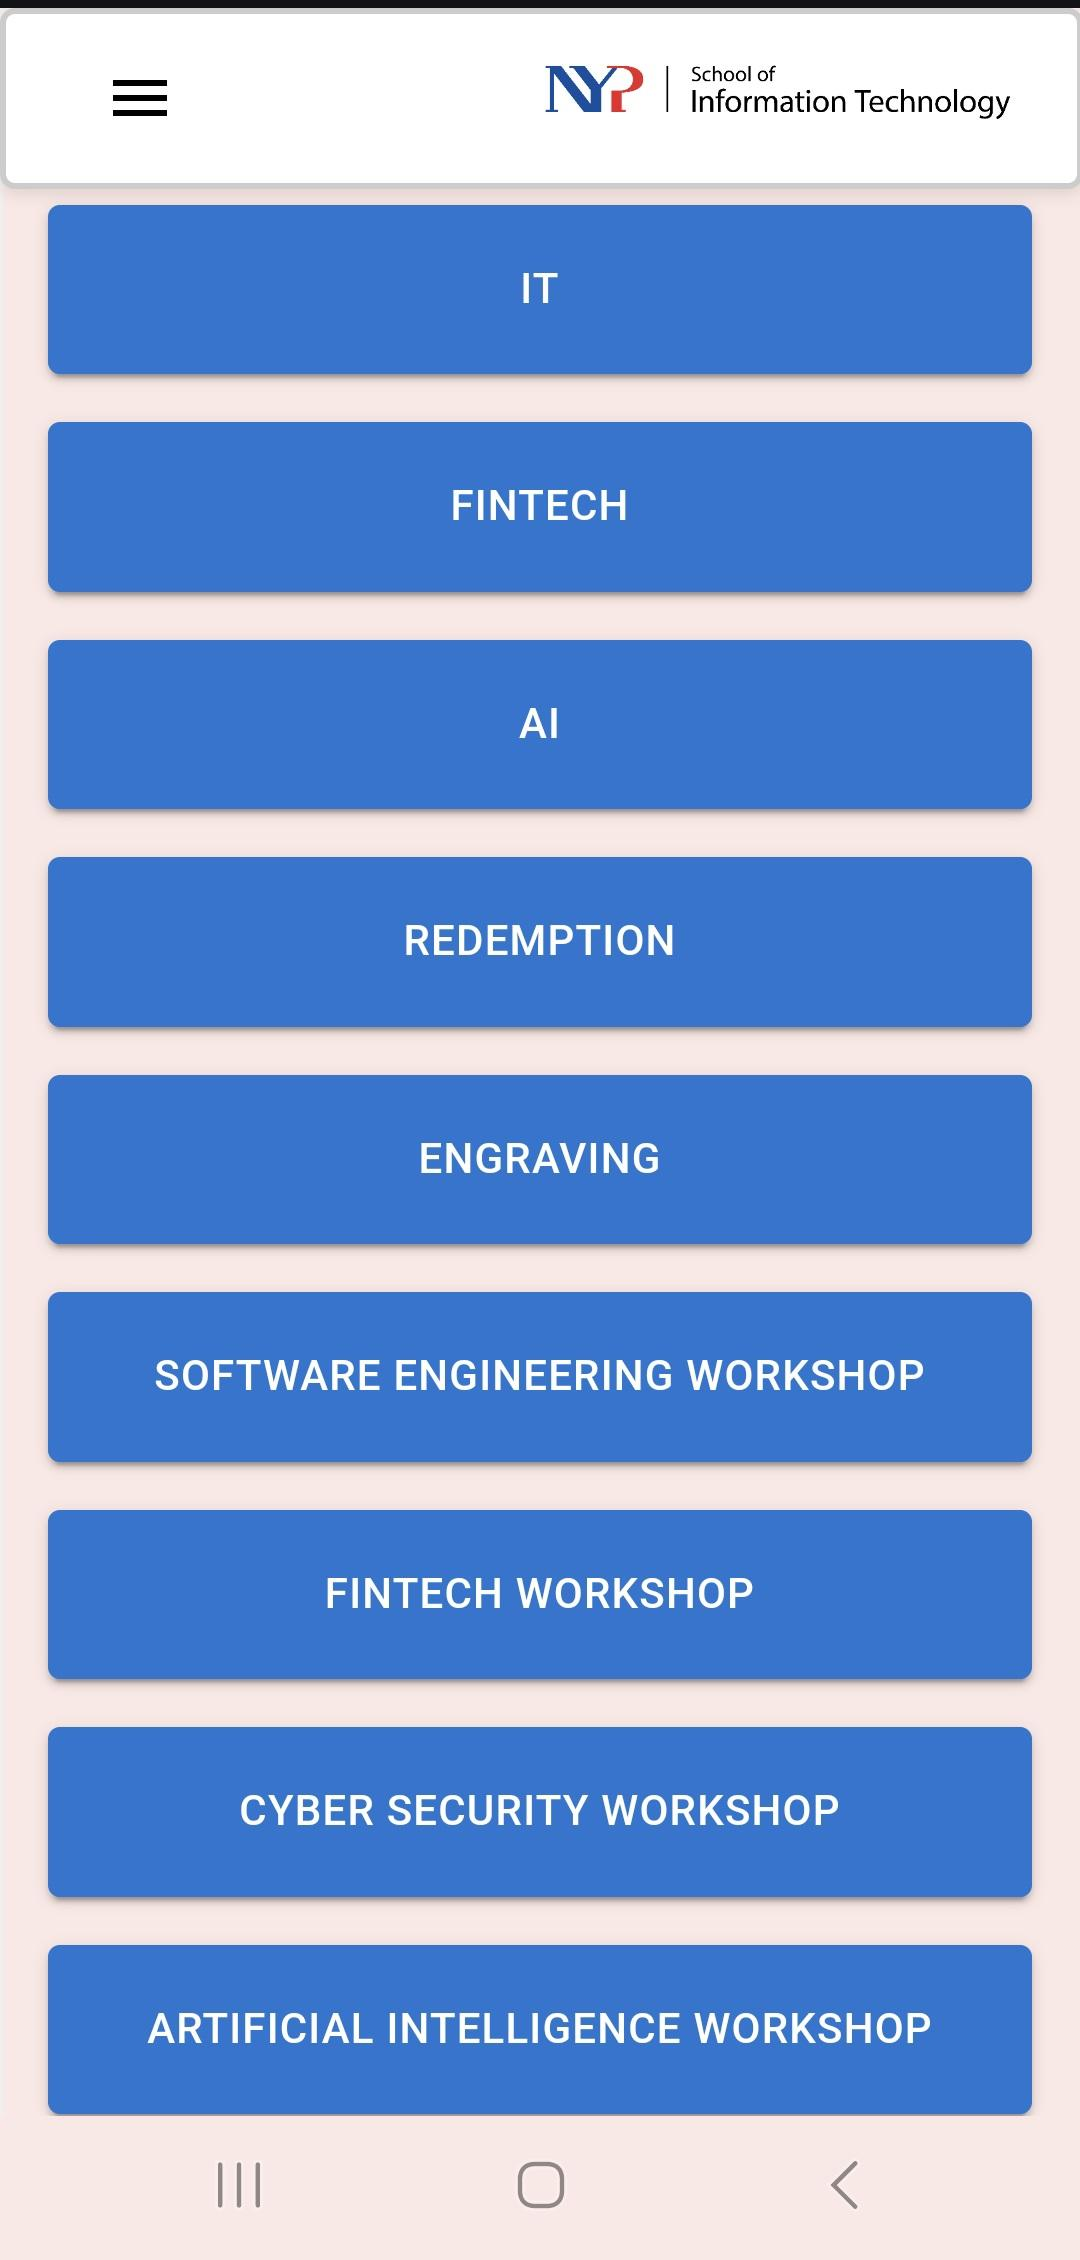 NYP
School of
Information Technology
IT
FINTECH
AI
REDEMPTION
ENGRAVING
SOFTWARE ENGINEERING WORKSHOP
FINTECH WORKSHOP
CYBER SECURITY WORKSHOP
ARTIFICIAL INTELLIGENCE WORKSHOP